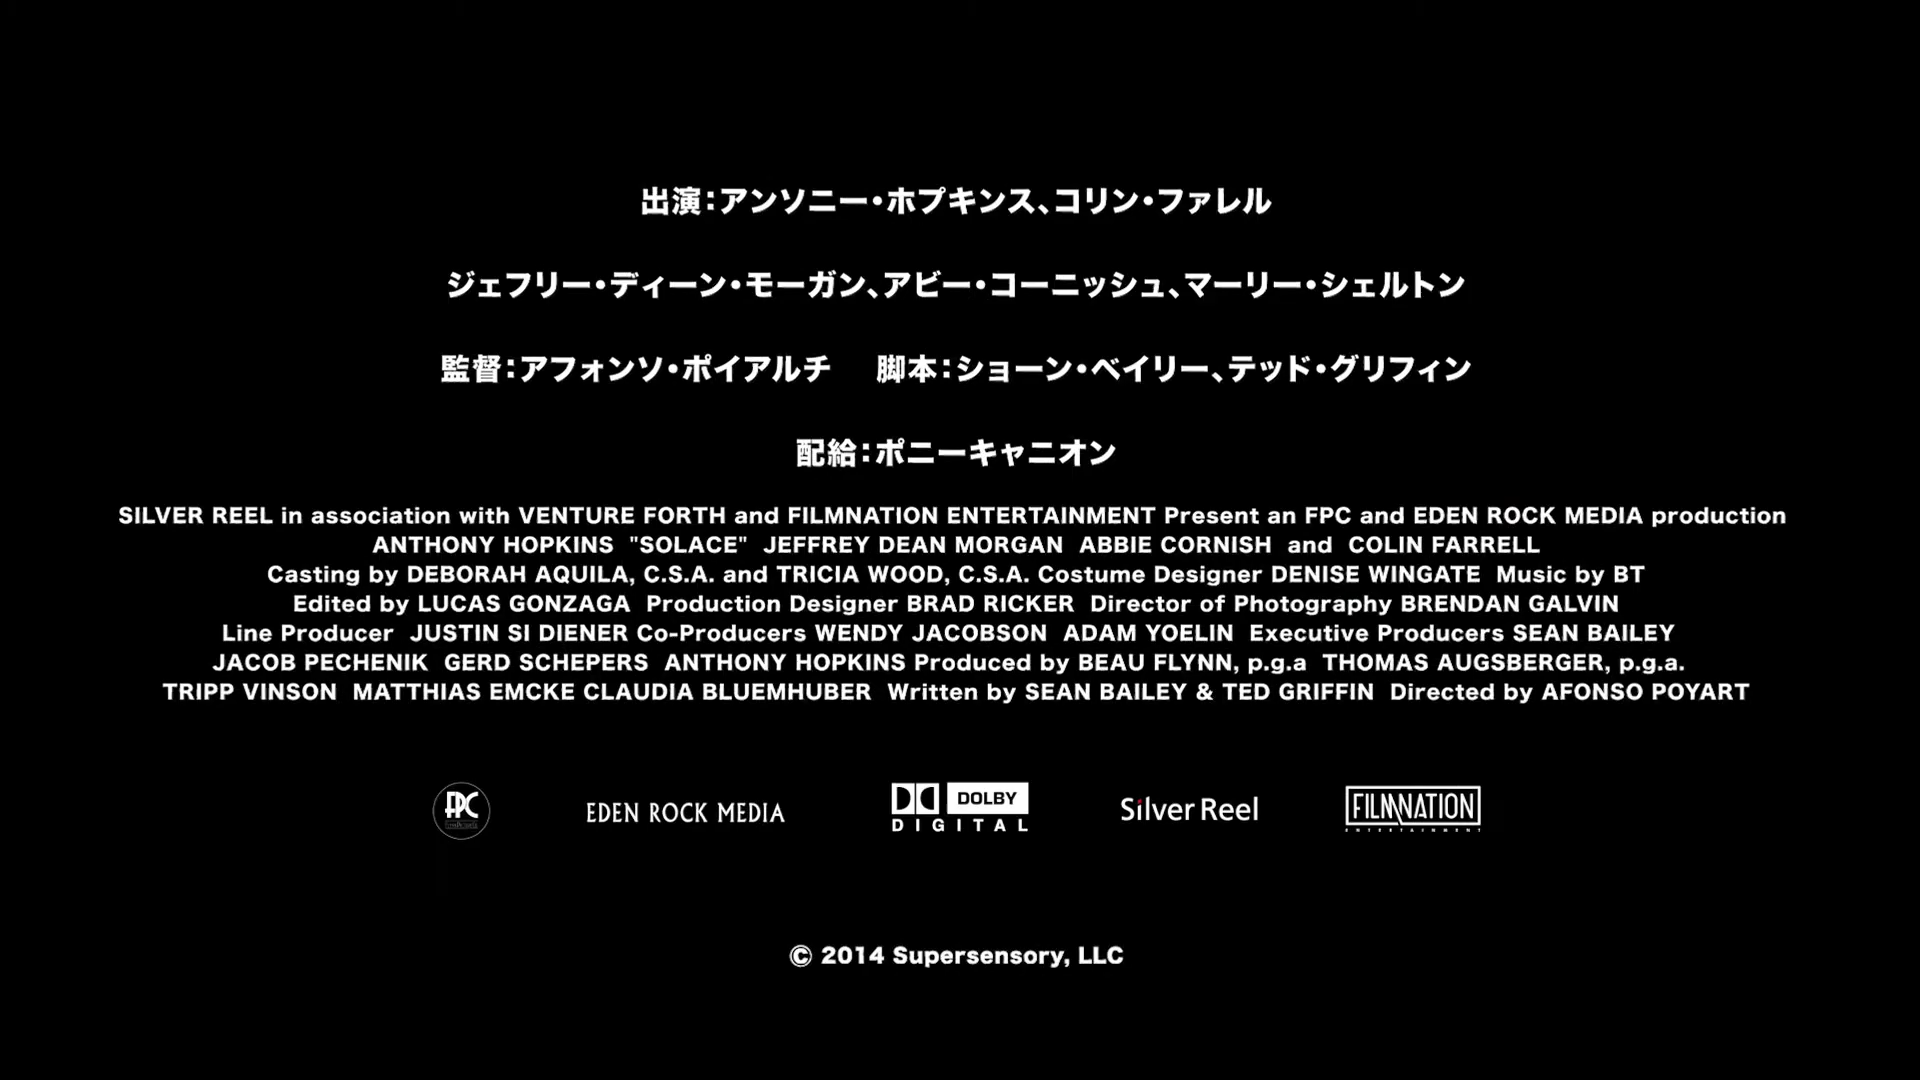 出演：アンソニー・ホプキンス、コリン・ファレル
ジェフリー・ディーン・モーガン、アビー・コーニッシュ、マーリー・シェルトン
監督：アフォンソ・ポイアルチ　脚本：ショーン・ベイリー、テッド・グリフィン
配給：ポニーキャニオン
SILVER REEL in association with VENTURE FORTH and FILMNATION ENTERTAINMENT Present an FPC and EDEN ROCK MEDIA production
ANTHONY HOPKINS "SOLACE" JEFFREY DEAN MORGAN ABBIE CORNISH and COLIN FARRELL
Casting by DEBORAH AQUILA, C.S.A. and TRICIA WOOD, C.S.A. Costume Designer DENISE WINGATE Music by BT
Edited by LUCAS GONZAGA Production Designer BRAD RICKER Director of Photography BRENDAN GALVIN
Line Producer JUSTIN SI DIENER Co-Producers WENDY JACOBSON ADAM YOELIN Executive Producers SEAN BAILEY
JACOB PECHENIK GERD SCHEPERS ANTHONY HOPKINS Produced by BEAU FLYNN, p.g.a THOMAS AUGSBERGER, p.g.a.
TRIPP VINSON MATTHIAS EMCKE CLAUDIA BLUEMHUBER Written by SEAN BAILEY & TED GRIFFIN Directed by AFONSO POYART
FPC
EDEN ROCK MEDIA
DOLBY
DIGITAL
Silver Reel
FILMNATION
ENTERTAINMENT
© 2014 Supersensory, LLC